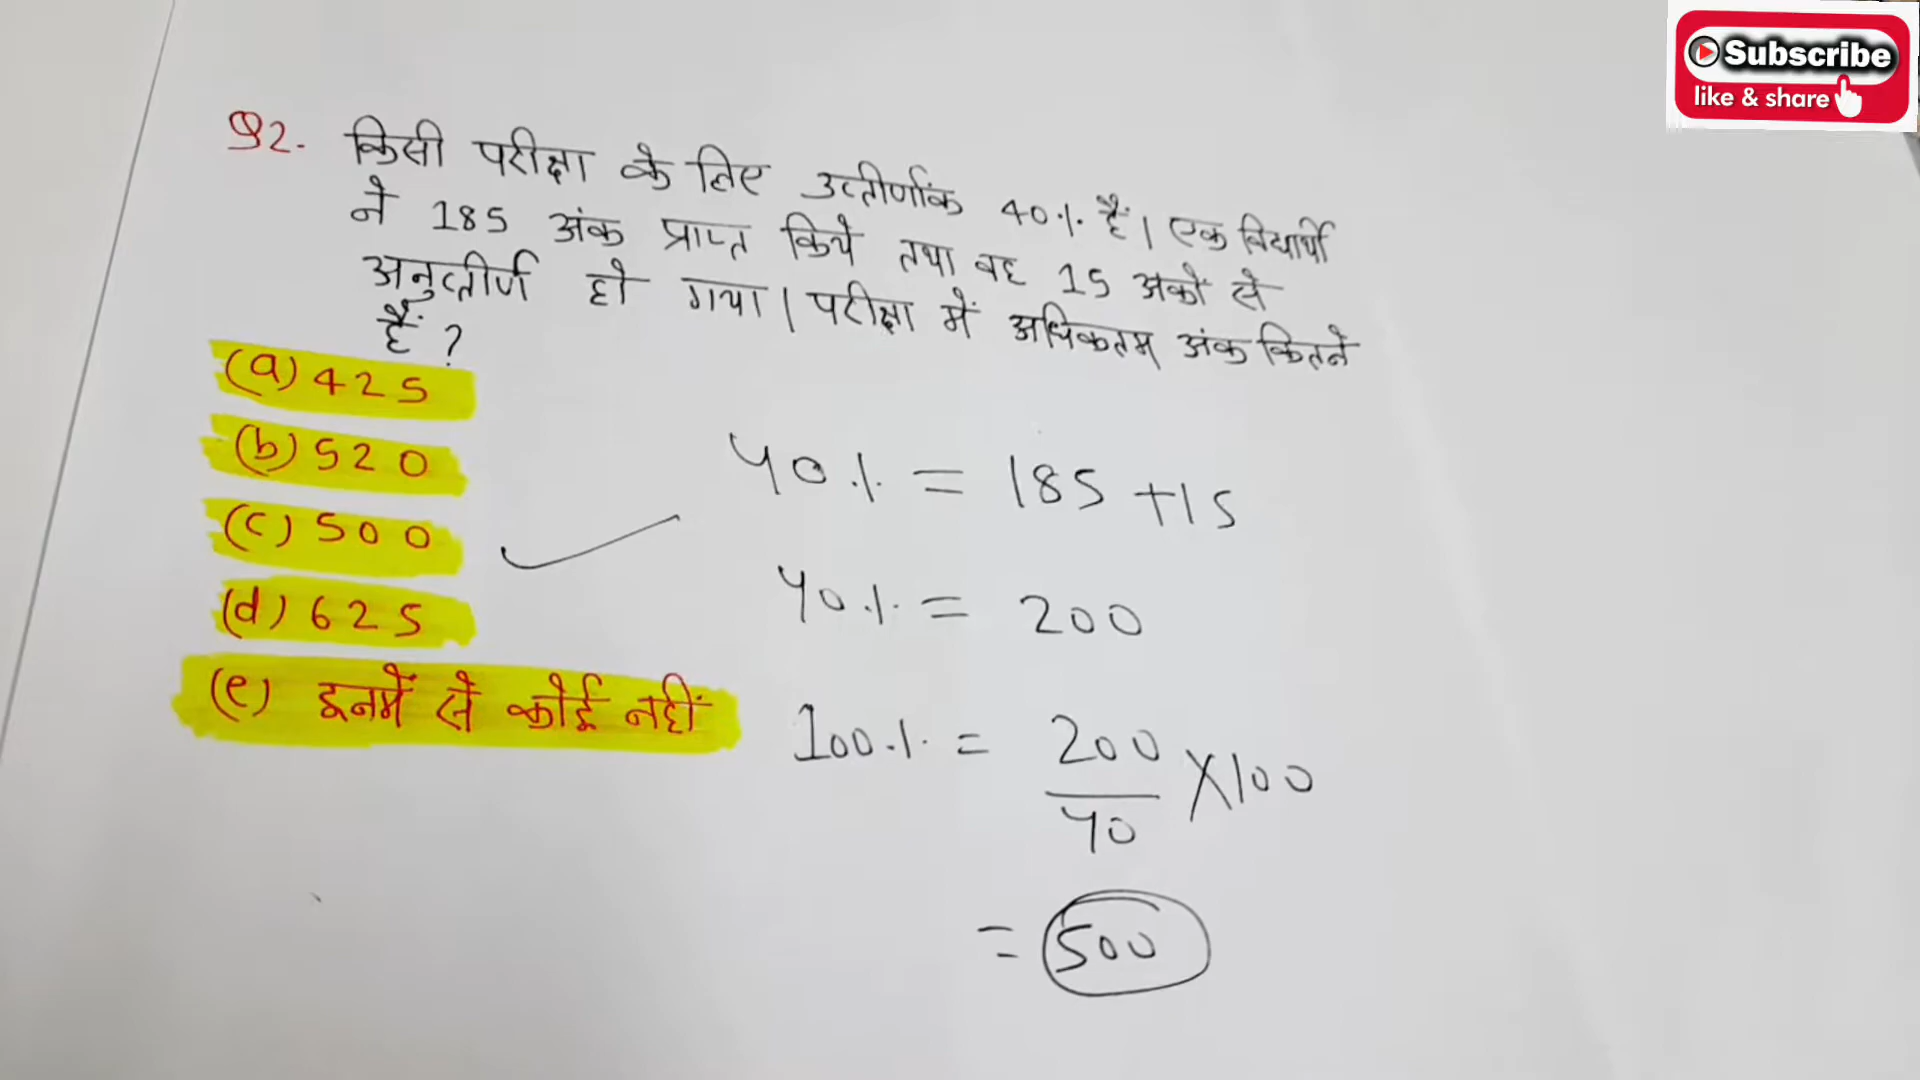 Subscribe
like & share
Q2. किसी परीक्षा के लिए उत्तीर्णांक 40% है। एक विद्यार्थी
ने 185 अंक प्राप्त किये तथा वह 15 अंकों से
अनुत्तीर्ण हो गया। परीक्षा में अधिकतम अंक कितने
हैं ?
(a) 425
(b) 520
(c) 500
(d) 625
(e) इनमें से कोई नहीं
40% = 185 + 15
40% = 200
100% = 200/40 × 100
= 500